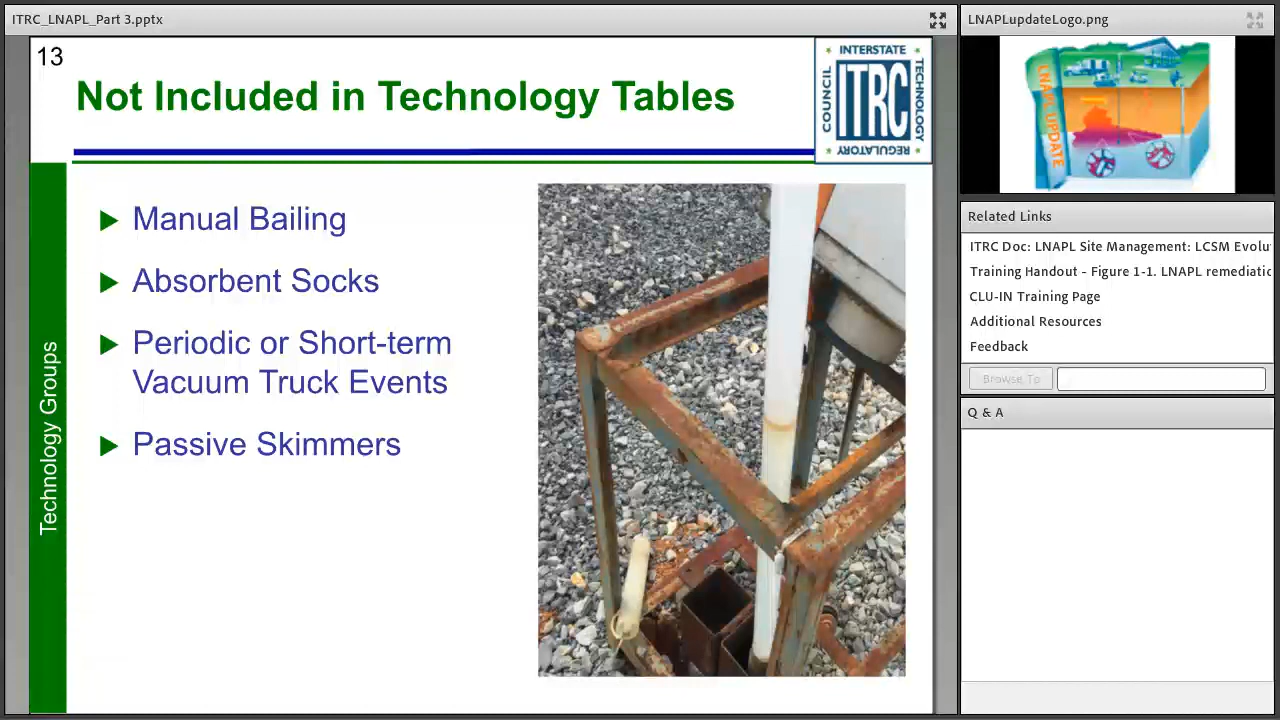 ITRC_LNAPL_Part 3.pptx
13
Not Included in Technology Tables
INTERSTATE
COUNCIL
ITRC
TECHNOLOGY
REGULATORY
Technology Groups
Manual Bailing
Absorbent Socks
Periodic or Short-term
Vacuum Truck Events
Passive Skimmers
LNAPLupdateLogo.png
LNAPL UPDATE
Related Links
ITRC Doc: LNAPL Site Management: LCSM Evolu
Training Handout - Figure 1-1. LNAPL remediatic
CLU-IN Training Page
Additional Resources
Feedback
Browse To
Q & A